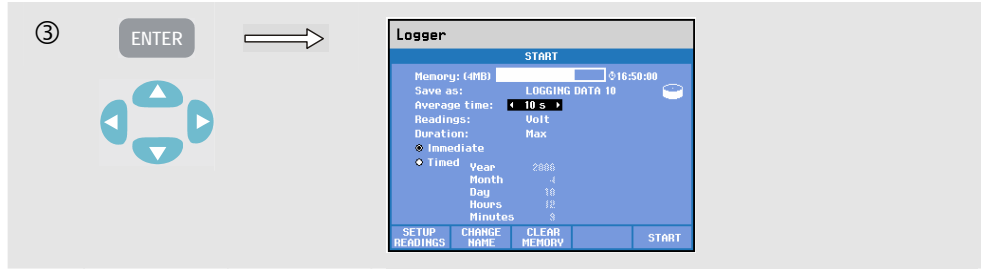 ③
ENTER
Logger
START
Memory: (4MB) 16:50:00
Save as: LOGGING DATA 10
Average time: 10 s
Readings: Volt
Duration: Max
Immediate
Timed
Year 2006
Month 4
Day 10
Hours 12
Minutes 9
SETUP READINGS CHANGE NAME CLEAR MEMORY START